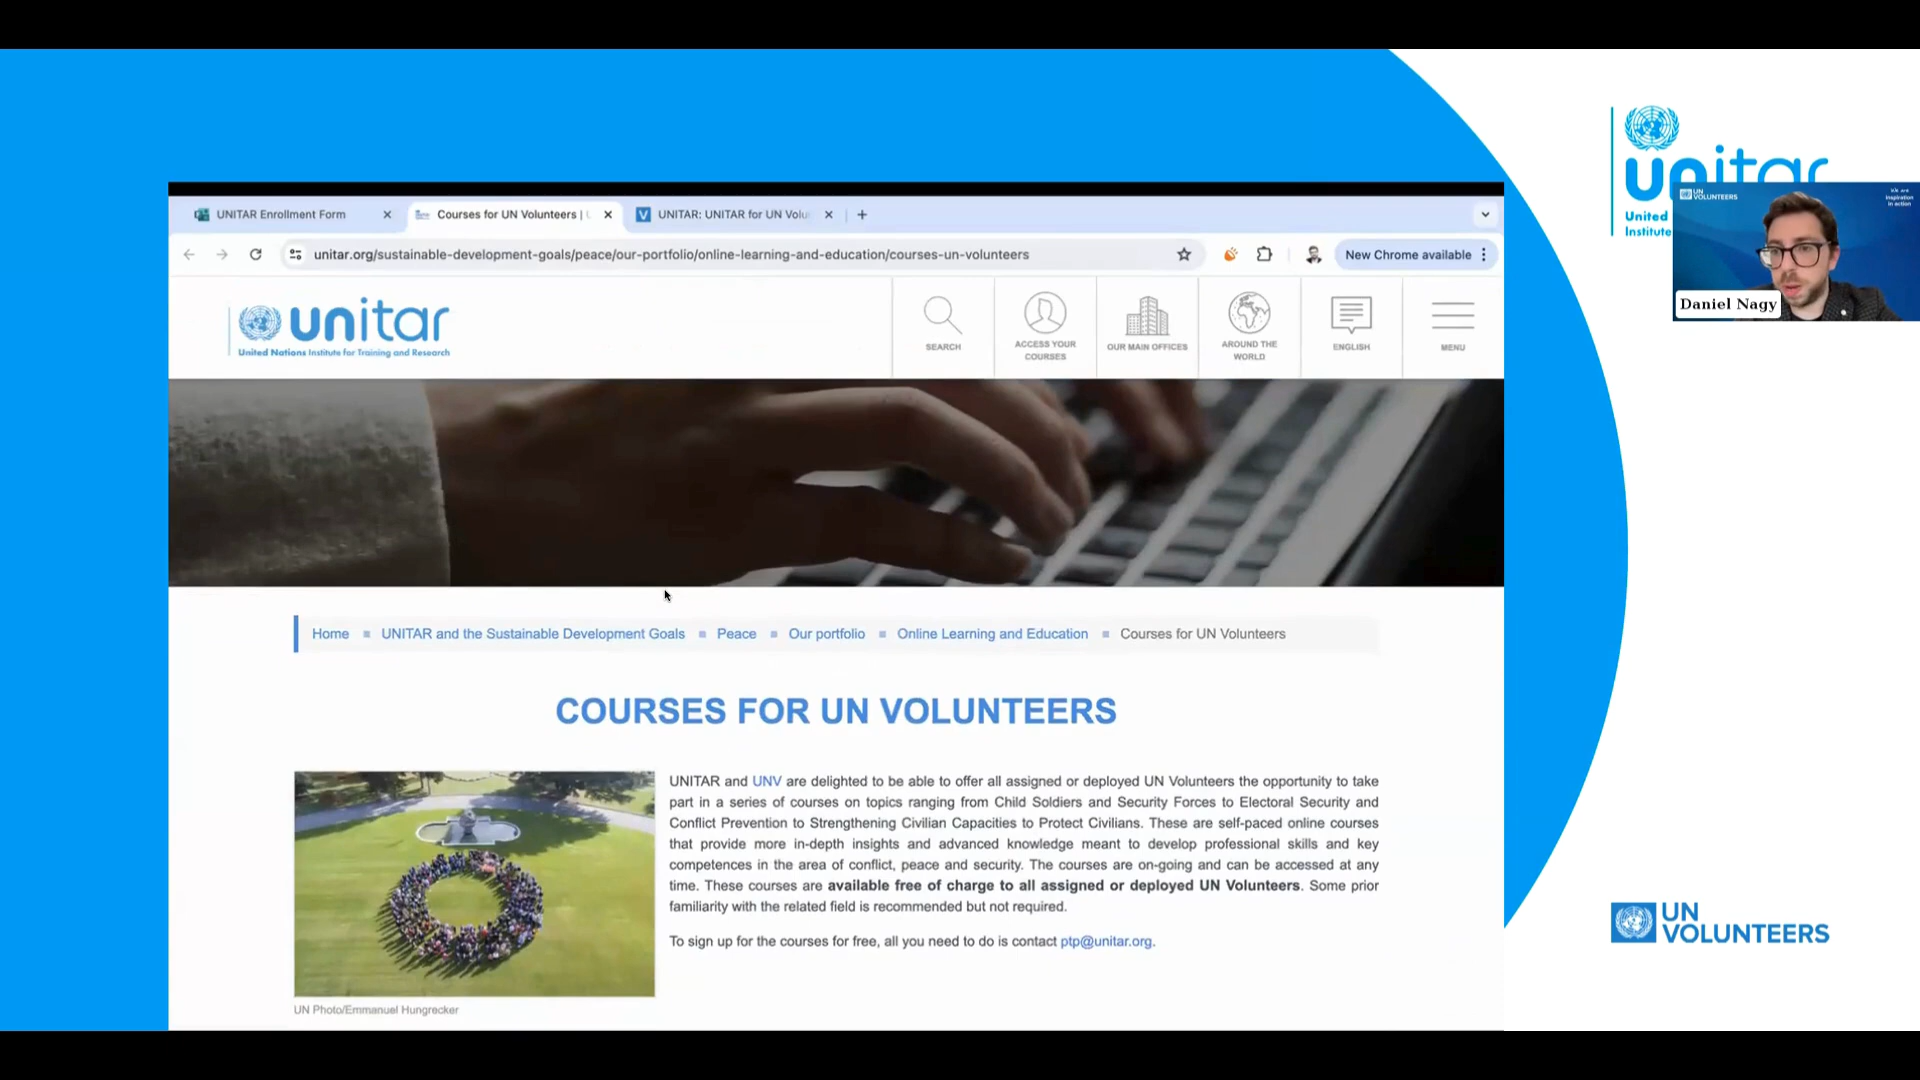 UNITAR Enrollment Form
Courses for UN Volunteers |
UNITAR: UNITAR for UN Volu
unitar.org/sustainable-development-goals/peace/our-portfolio/online-learning-and-education/courses-un-volunteers
New Chrome available
unitar
United Nations Institute for Training and Research
SEARCH
ACCESS YOUR
COURSES
OUR MAIN OFFICES
AROUND THE
WORLD
ENGLISH
MENU
Home
UNITAR and the Sustainable Development Goals
Peace
Our portfolio
Online Learning and Education
Courses for UN Volunteers
COURSES FOR UN VOLUNTEERS
UNITAR and UNV are delighted to be able to offer all assigned or deployed UN Volunteers the opportunity to take
part in a series of courses on topics ranging from Child Soldiers and Security Forces to Electoral Security and
Conflict Prevention to Strengthening Civilian Capacities to Protect Civilians. These are self-paced online courses
that provide more in-depth insights and advanced knowledge meant to develop professional skills and key
competences in the area of conflict, peace and security. The courses are on-going and can be accessed at any
time. These courses are available free of charge to all assigned or deployed UN Volunteers. Some prior
familiarity with the related field is recommended but not required.
To sign up for the courses for free, all you need to do is contact ptp@unitar.org.
UN Photo/Emmanuel Hungrecker
unitar
United
Institute
UN
VOLUNTEERS
We are
inspiration
in action
Daniel Nagy
UN
VOLUNTEERS